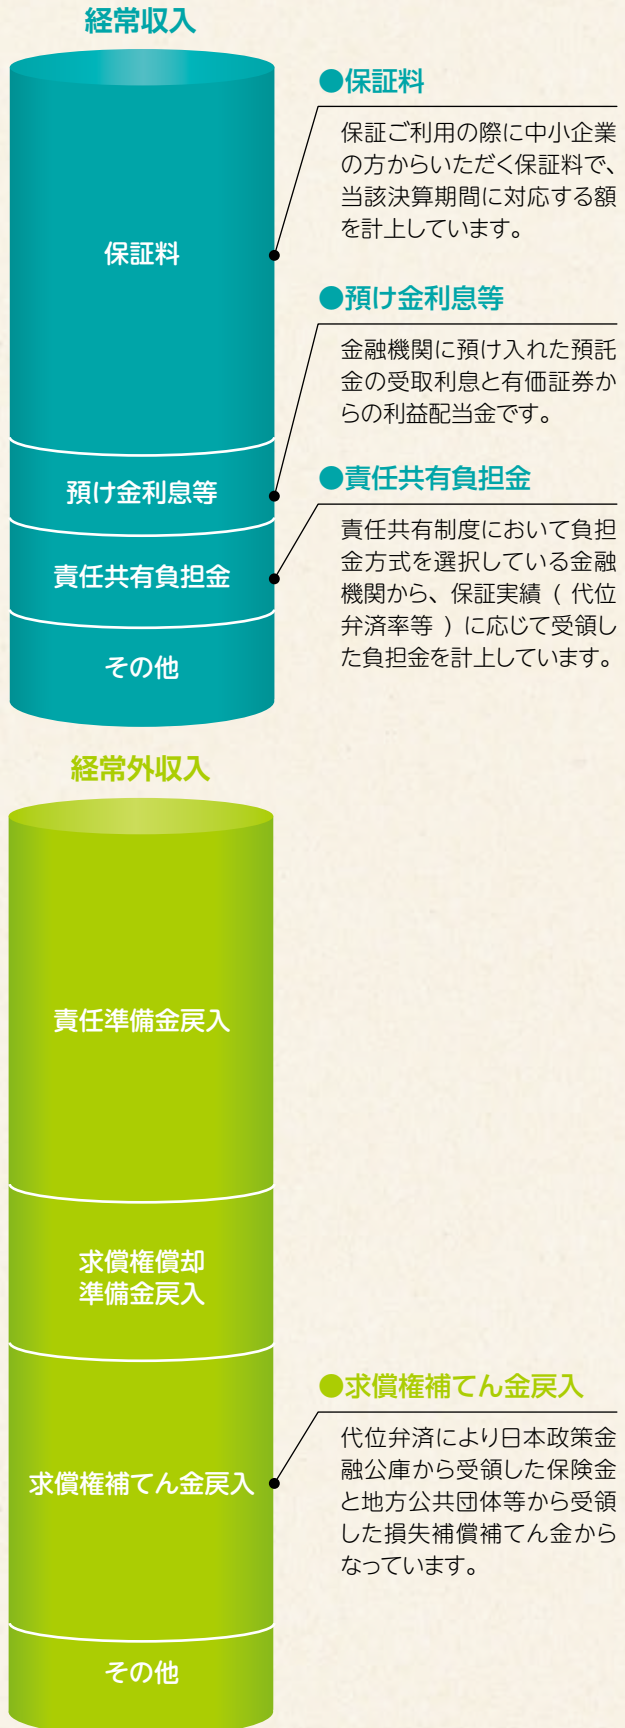 経常収入
保証料
預け金利息等
責任共有負担金
その他
●保証料
保証ご利用の際に中小企業
の方からいただく保証料で、
当該決算期間に対応する額
を計上しています。
●預け金利息等
金融機関に預け入れた預託
金の受取利息と有価証券か
らの利益配当金です。
●責任共有負担金
責任共有制度において負担
金方式を選択している金融
機関から、保証実績（代位
弁済率等）に応じて受領し
た負担金を計上しています。
経常外収入
責任準備金戻入
求償権償却
準備金戻入
求償権補てん金戻入
その他
●求償権補てん金戻入
代位弁済により日本政策金
融公庫から受領した保険金
と地方公共団体等から受領
した損失補償補てん金から
なっています。